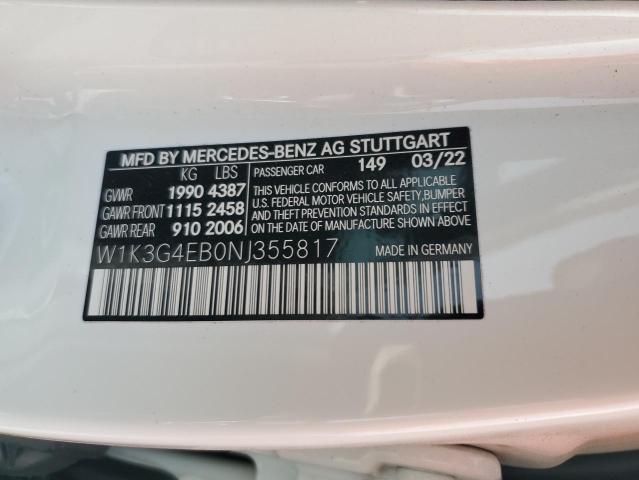 MFD BY MERCEDES-BENZ AG STUTTGART
KG LBS PASSENGER CAR 149 03/22
GVWR 1990 4387
GAWR FRONT 1115 2458
GAWR REAR 910 2006
THIS VEHICLE CONFORMS TO ALL APPLICABLE
U.S. FEDERAL MOTOR VEHICLE SAFETY, BUMPER
AND THEFT PREVENTION STANDARDS IN EFFECT
ON THE DATE OF MANUFACTURE SHOWN ABOVE
W1K3G4EB0NJ355817 MADE IN GERMANY